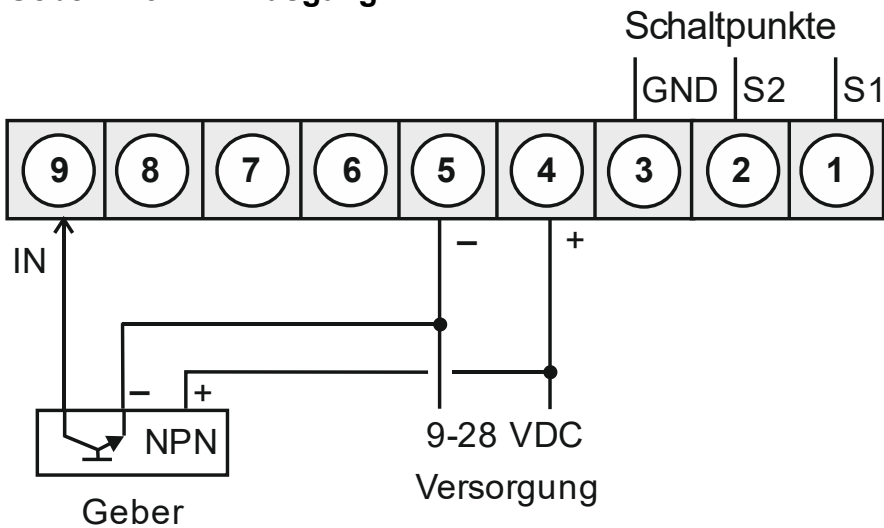 Schaltpunkte
GND S2 S1
9 8 7 6 5 4 3 2 1
IN − +
− +
NPN
9-28 VDC
Versorgung
Geber